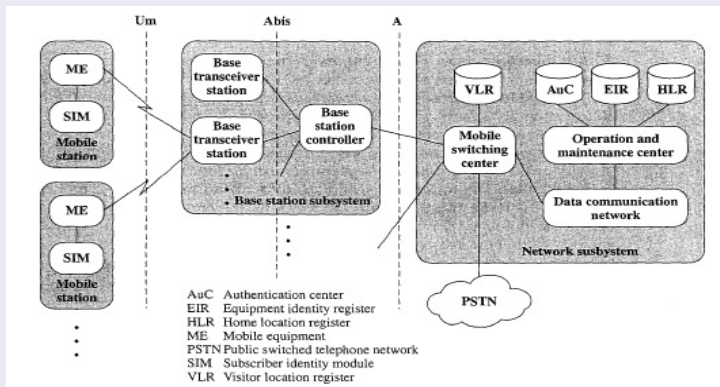 Um
Abis
A
ME
SIM
Mobile
station
ME
SIM
Mobile
station
Base
transceiver
station
Base
transceiver
station
Base
station
controller
Base station subsystem
VLR
AuC
EIR
HLR
Mobile
switching
center
Operation and
maintenance center
Data communication
network
Network susbystem
PSTN
AuC Authentication center
EIR Equipment identity register
HLR Home location register
ME Mobile equipment
PSTN Public switched telephone network
SIM Subscriber identity module
VLR Visitor location register